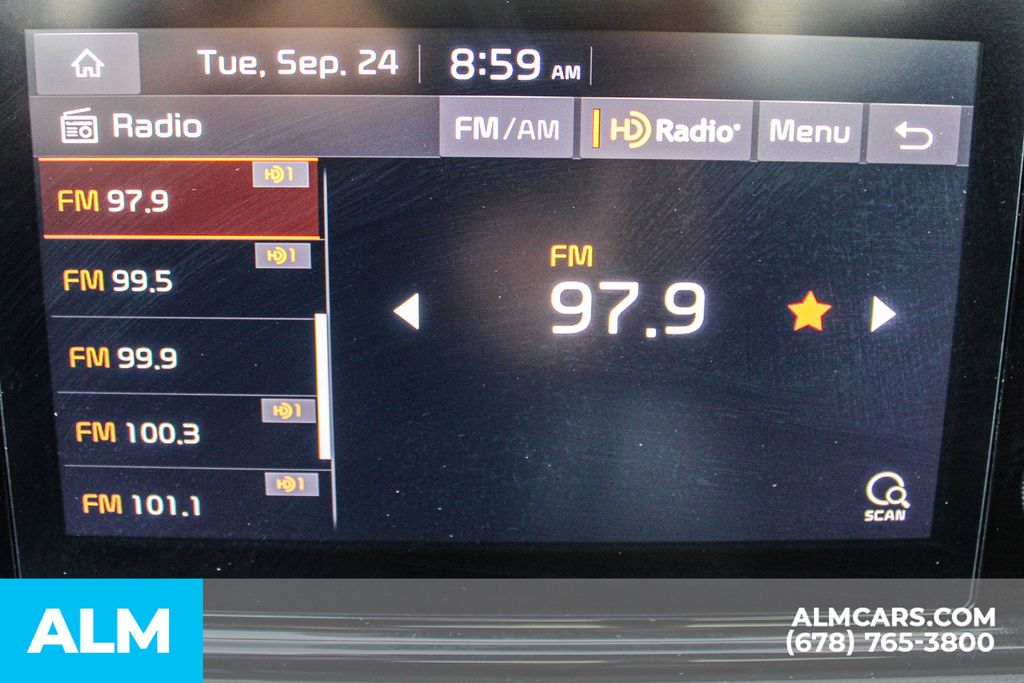 Tue, Sep. 24 8:59 AM
Radio FM/AM HD Radio® Menu
FM 97.9 HD1
FM 99.5 HD1
FM 99.9
FM 100.3 HD1
FM 101.1 HD1
FM
97.9
SCAN
ALM
ALMCARS.COM
(678) 765-3800